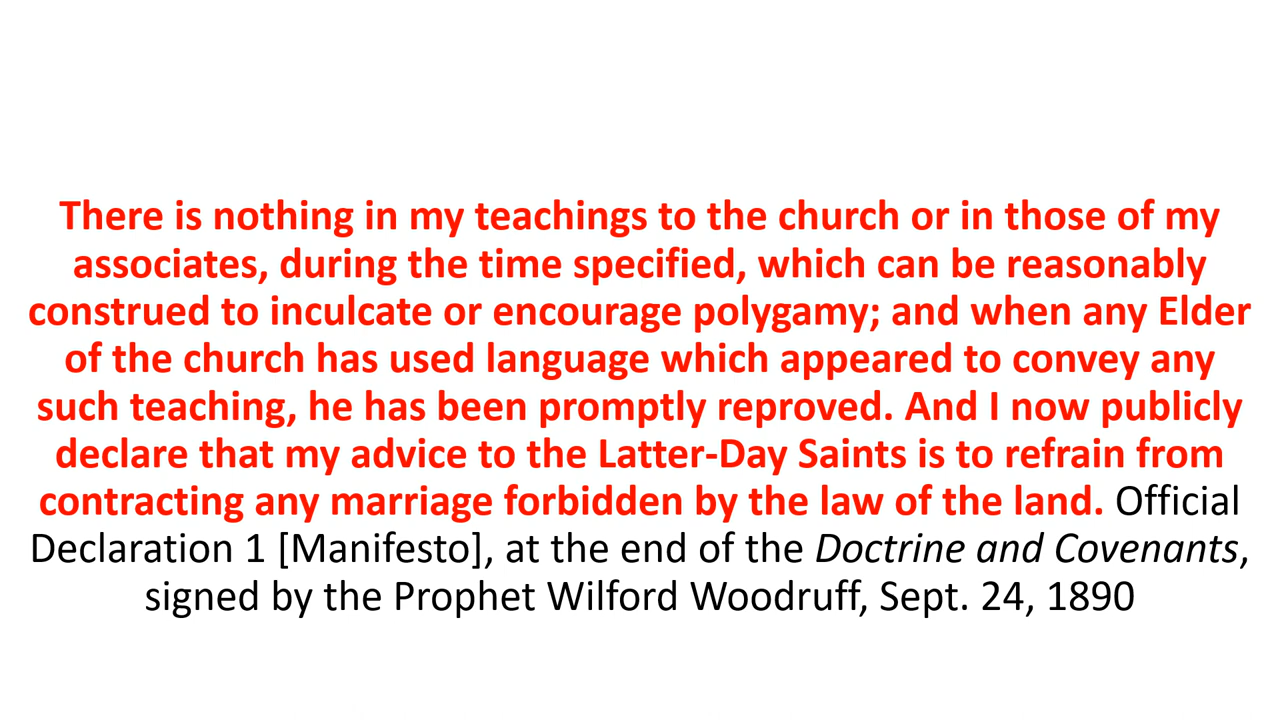 There is nothing in my teachings to the church or in those of my
associates, during the time specified, which can be reasonably
construed to inculcate or encourage polygamy; and when any Elder
of the church has used language which appeared to convey any
such teaching, he has been promptly reproved. And I now publicly
declare that my advice to the Latter-Day Saints is to refrain from
contracting any marriage forbidden by the law of the land. Official
Declaration 1 [Manifesto], at the end of the Doctrine and Covenants,
signed by the Prophet Wilford Woodruff, Sept. 24, 1890